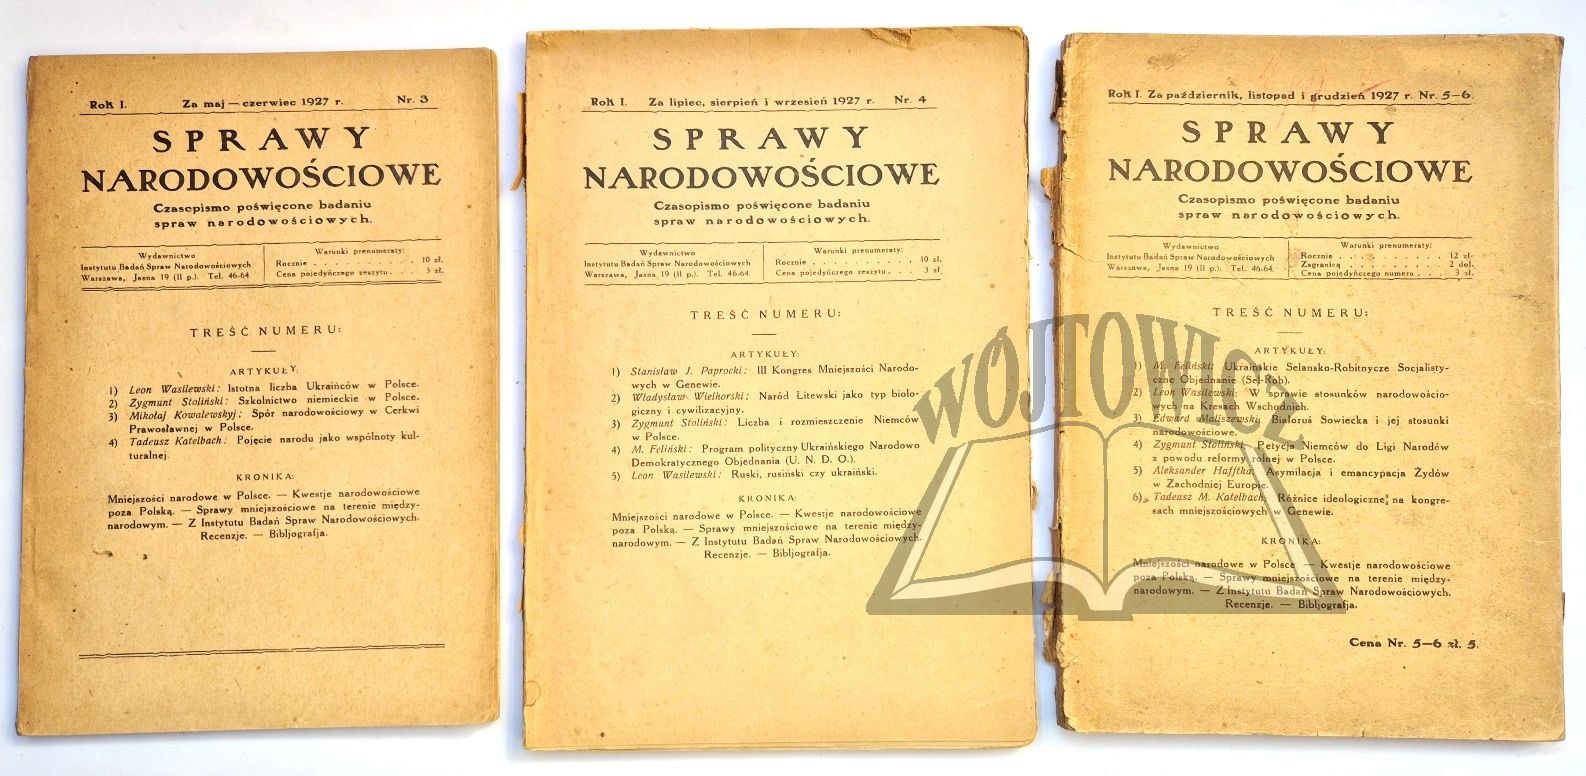 Rok I. Za maj — czerwiec 1927 r. Nr. 3
SPRAWY
NARODOWOŚCIOWE
Czasopismo poświęcone badaniu
spraw narodowościowych.
Wydawnictwo
Instytutu Badań Spraw Narodowościowych
Warszawa, Jasna 19 (II p.). Tel. 46-64
Warunki prenumeraty:
Rocznie . . . . . . . . . . . 10 zł.
Cena pojedyńczego zeszytu . . . 3 zł.
TREŚĆ NUMERU:
ARTYKUŁY:
1) Leon Wasilewski: Istotna liczba Ukraińców w Polsce.
2) Zygmunt Stoliński: Szkolnictwo niemieckie w Polsce.
3) Mikołaj Kowalewskyj: Spór narodowościowy w Cerkwi
Prawosławnej w Polsce.
4) Tadeusz Katelbach: Pojęcie narodu jako wspólnoty kul-
turalnej.
KRONIKA:
Mniejszości narodowe w Polsce. — Kwestje narodowościowe
poza Polską. — Sprawy mniejszościowe na terenie między-
narodowym. — Z Instytutu Badań Spraw Narodowościowych.
Recenzje. — Bibljografja.
Rok I. Za lipiec, sierpień i wrzesień 1927 r. Nr. 4
SPRAWY
NARODOWOŚCIOWE
Czasopismo poświęcone badaniu
spraw narodowościowych.
Wydawnictwo
Instytutu Badań Spraw Narodowościowych
Warszawa, Jasna 19 (II p.). Tel. 46-64.
Warunki prenumeraty:
Rocznie . . . . . . . . . . . 10 zł.
Cena pojedyńczego zeszytu . . . 3 zł.
TREŚĆ NUMERU:
ARTYKUŁY:
1) Stanisław J. Paprocki: III Kongres Mniejszości Narodo-
wych w Genewie.
2) Władysław Wielhorski: Naród Litewski jako typ biolo-
giczny i cywilizacyjny.
3) Zygmunt Stoliński: Liczba i rozmieszczenie Niemców
w Polsce.
4) M. Feliński: Program polityczny Ukraińskiego Narodowo
Demokratycznego Objednania (U. N. D. O.).
5) Leon Wasilewski: Ruski, rusiński czy ukraiński.
KRONIKA:
Mniejszości narodowe w Polsce. — Kwestje narodowościowe
poza Polską. — Sprawy mniejszościowe na terenie między-
narodowym. — Z Instytutu Badań Spraw Narodowościowych.
Recenzje. — Bibljografja.
Rok I. Za październik, listopad i grudzień 1927 r. Nr. 5—6.
SPRAWY
NARODOWOŚCIOWE
Czasopismo poświęcone badaniu
spraw narodowościowych.
Wydawnictwo
Instytutu Badań Spraw Narodowościowych
Warszawa, Jasna 19 (II p.). Tel. 46-64.
Warunki prenumeraty:
Rocznie . . . . . . . . . . . 12 zł.
Zagranicą . . . . . . . . . . 2 dol.
Cena pojedyńczego numeru . . . 3 zł.
TREŚĆ NUMERU:
ARTYKUŁY:
1) M. Feliński: Ukraińskie Selansko-Robitnycze Socjalisty-
czne Objednanie (Sel-Rob).
2) Leon Wasilewski: W sprawie stosunków narodowościo-
wych na Kresach Wschodnich.
3) Edward Maliszewski: Białoruś Sowiecka i jej stosunki
narodowościowe.
4) Zygmunt Stoliński: Petycja Niemców do Ligi Narodów
z powodu reformy rolnej w Polsce.
5) Aleksander Hafftka: Asymilacja i emancypacja Żydów
w Zachodniej Europie.
6) Tadeusz M. Katelbach: Różnice ideologiczne na kongre-
sach mniejszościowych w Genewie.
KRONIKA:
Mniejszości narodowe w Polsce — Kwestje narodowościowe
poza Polską. — Sprawy mniejszościowe na terenie między-
narodowym. — Z Instytutu Badań Spraw Narodowościowych.
Recenzje. — Bibljografja.
Cena Nr. 5—6 zł. 5.
WÓJTOWICZ
KRAKÓW